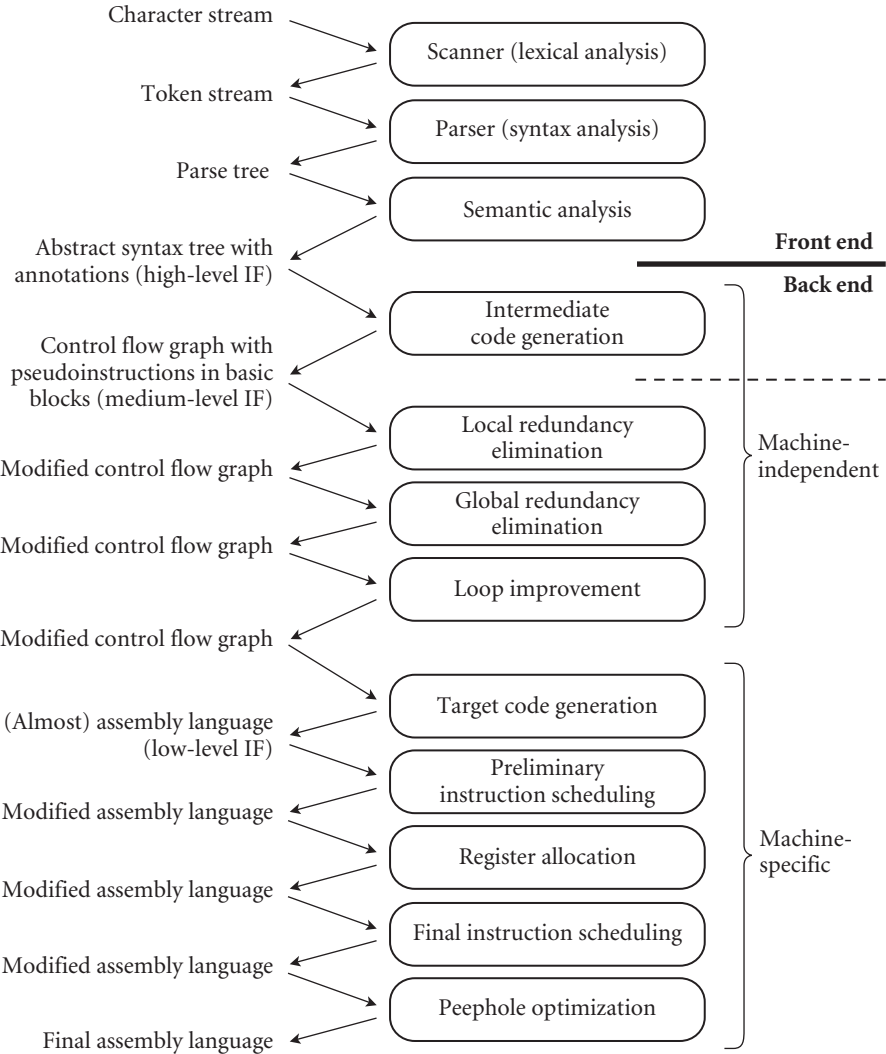 Character stream
Scanner (lexical analysis)
Token stream
Parser (syntax analysis)
Parse tree
Semantic analysis
Front end
Abstract syntax tree with
annotations (high-level IF)
Back end
Intermediate
code generation
Control flow graph with
pseudoinstructions in basic
blocks (medium-level IF)
Local redundancy
elimination
Machine-
independent
Modified control flow graph
Global redundancy
elimination
Modified control flow graph
Loop improvement
Modified control flow graph
Target code generation
(Almost) assembly language
(low-level IF)
Preliminary
instruction scheduling
Modified assembly language
Register allocation
Machine-
specific
Modified assembly language
Final instruction scheduling
Modified assembly language
Peephole optimization
Final assembly language